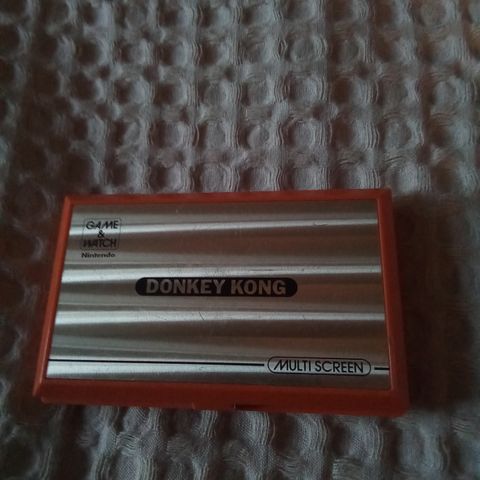 GAME
&
WATCH
Nintendo
DONKEY KONG
MULTI SCREEN